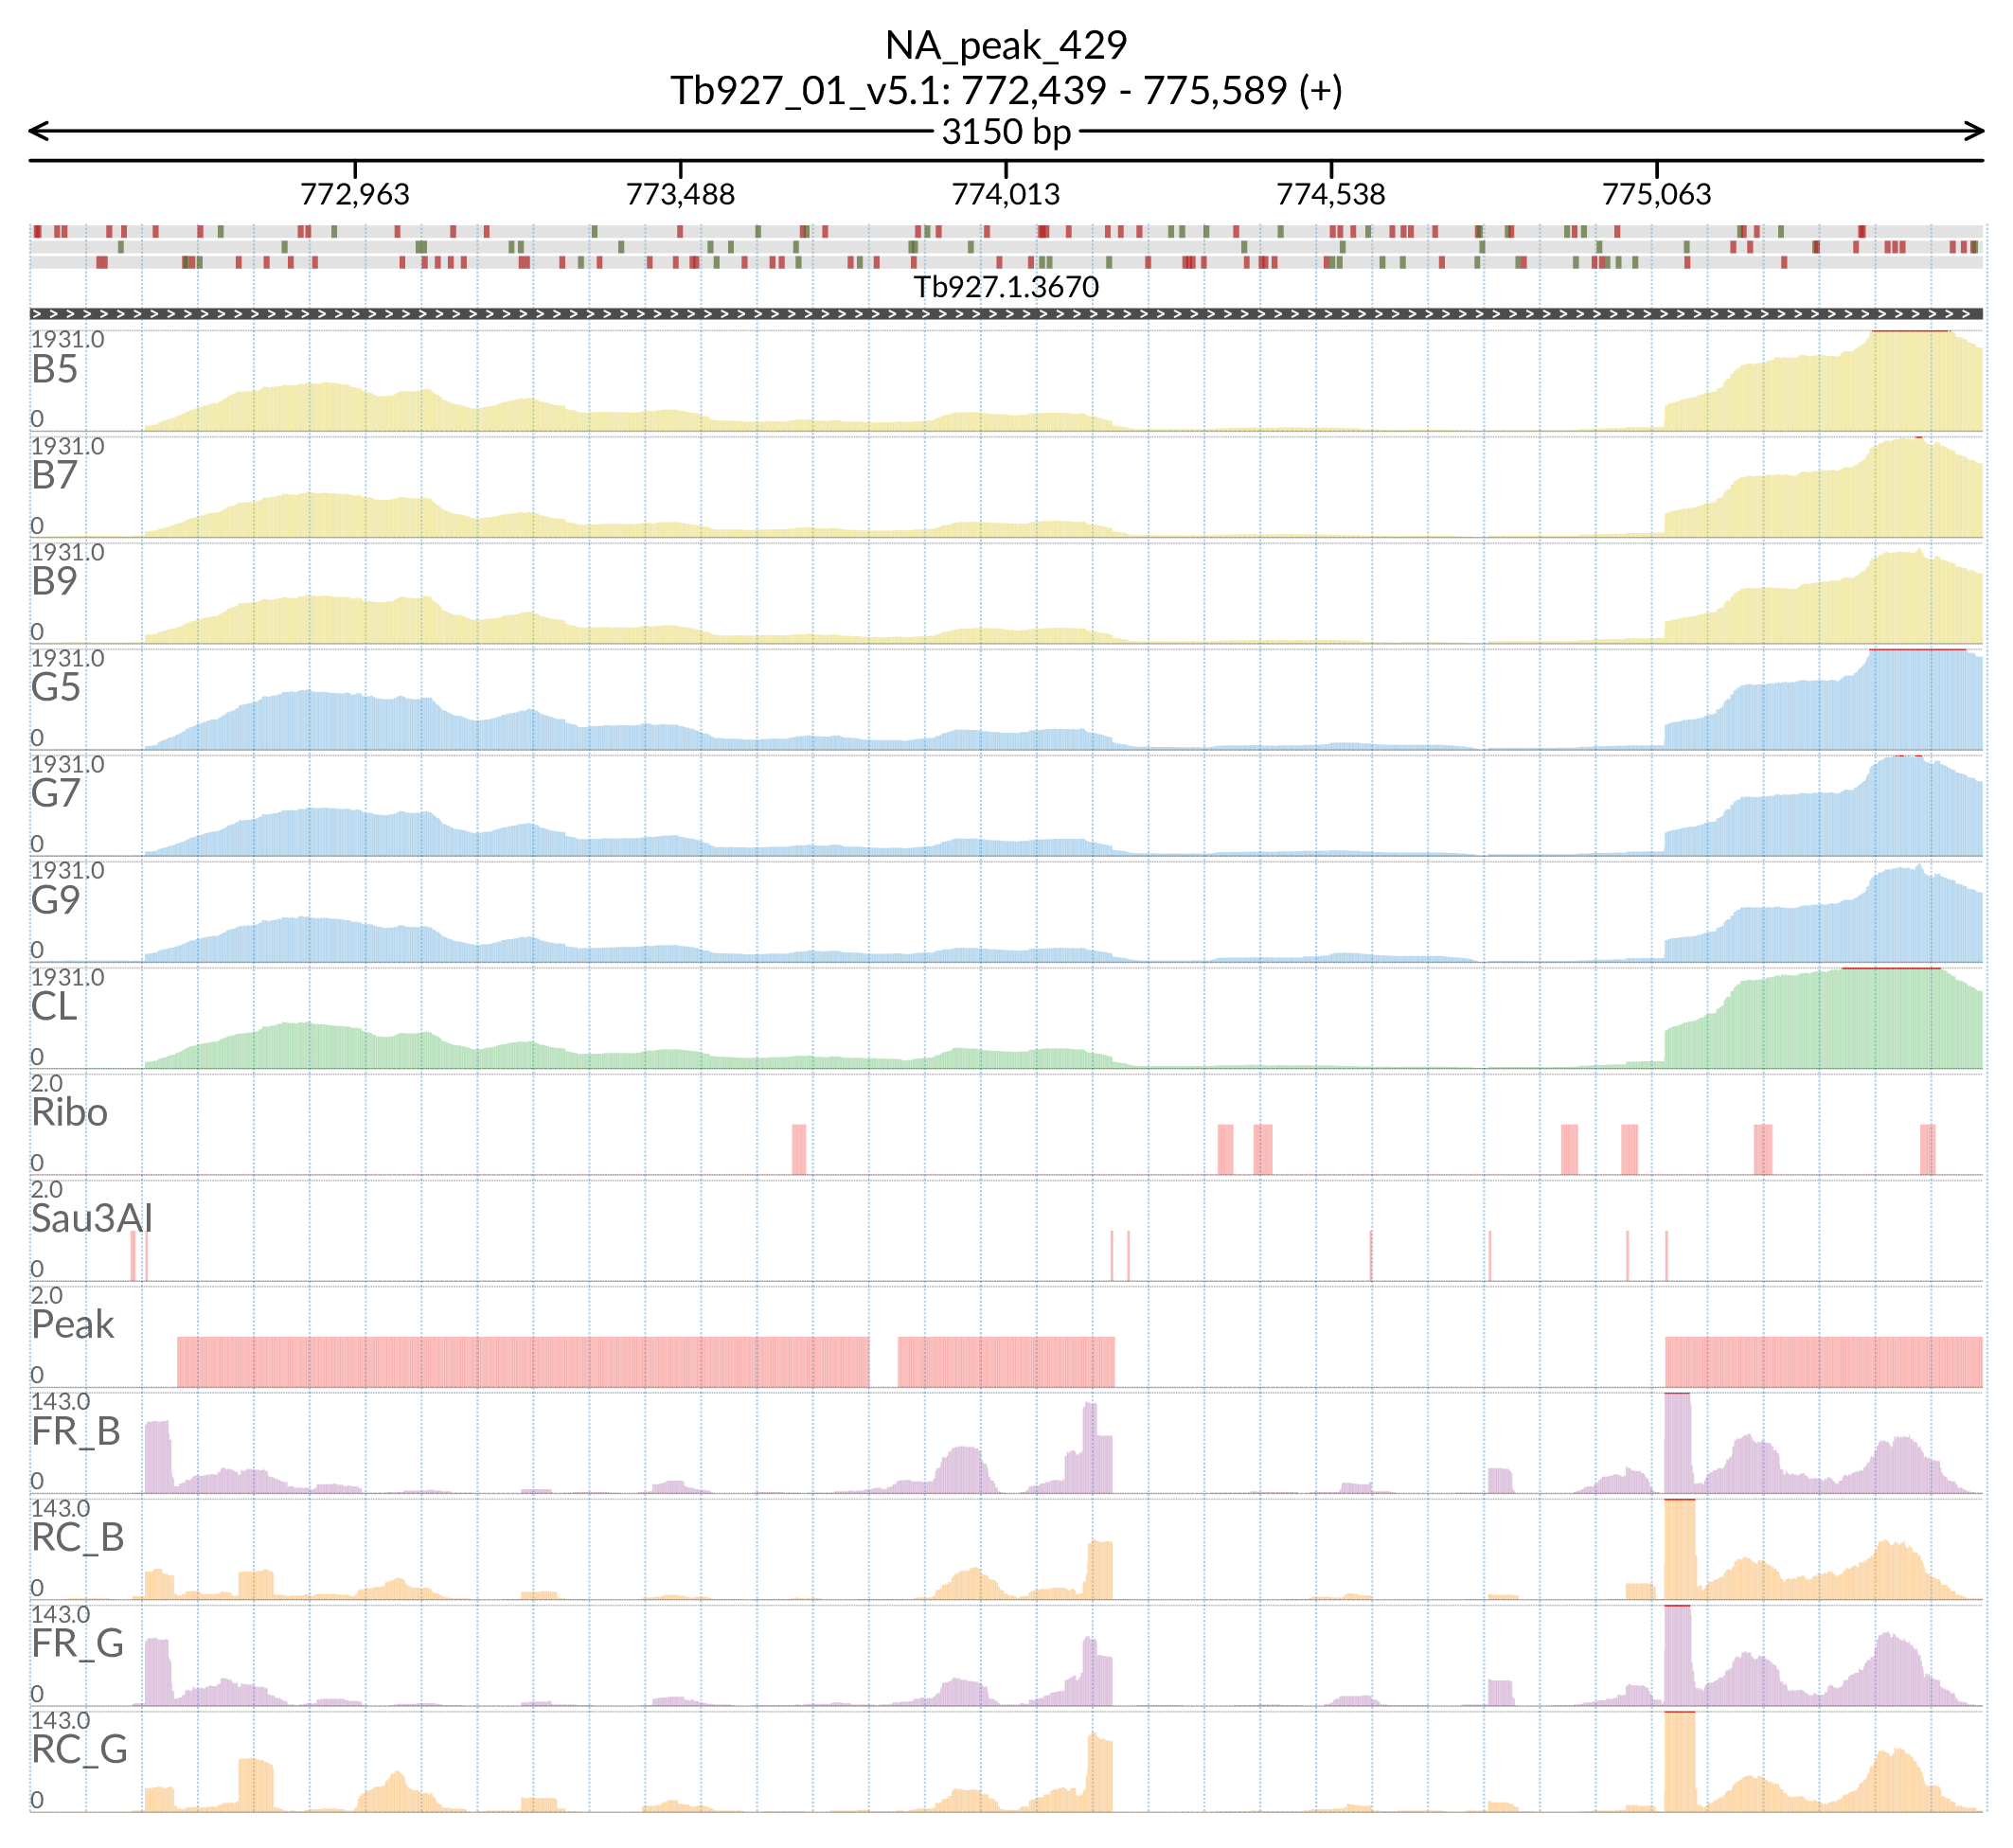 NA_peak_429
Tb927_01_v5.1: 772,439 - 775,589 (+)
3150 bp
772,963 773,488 774,013 774,538 775,063
Tb927.1.3670
1931.0
B5
0
1931.0
B7
0
1931.0
B9
0
1931.0
G5
0
1931.0
G7
0
1931.0
G9
0
1931.0
CL
0
2.0
Ribo
0
2.0
Sau3AI
0
2.0
Peak
0
143.0
FR_B
0
143.0
RC_B
0
143.0
FR_G
0
143.0
RC_G
0